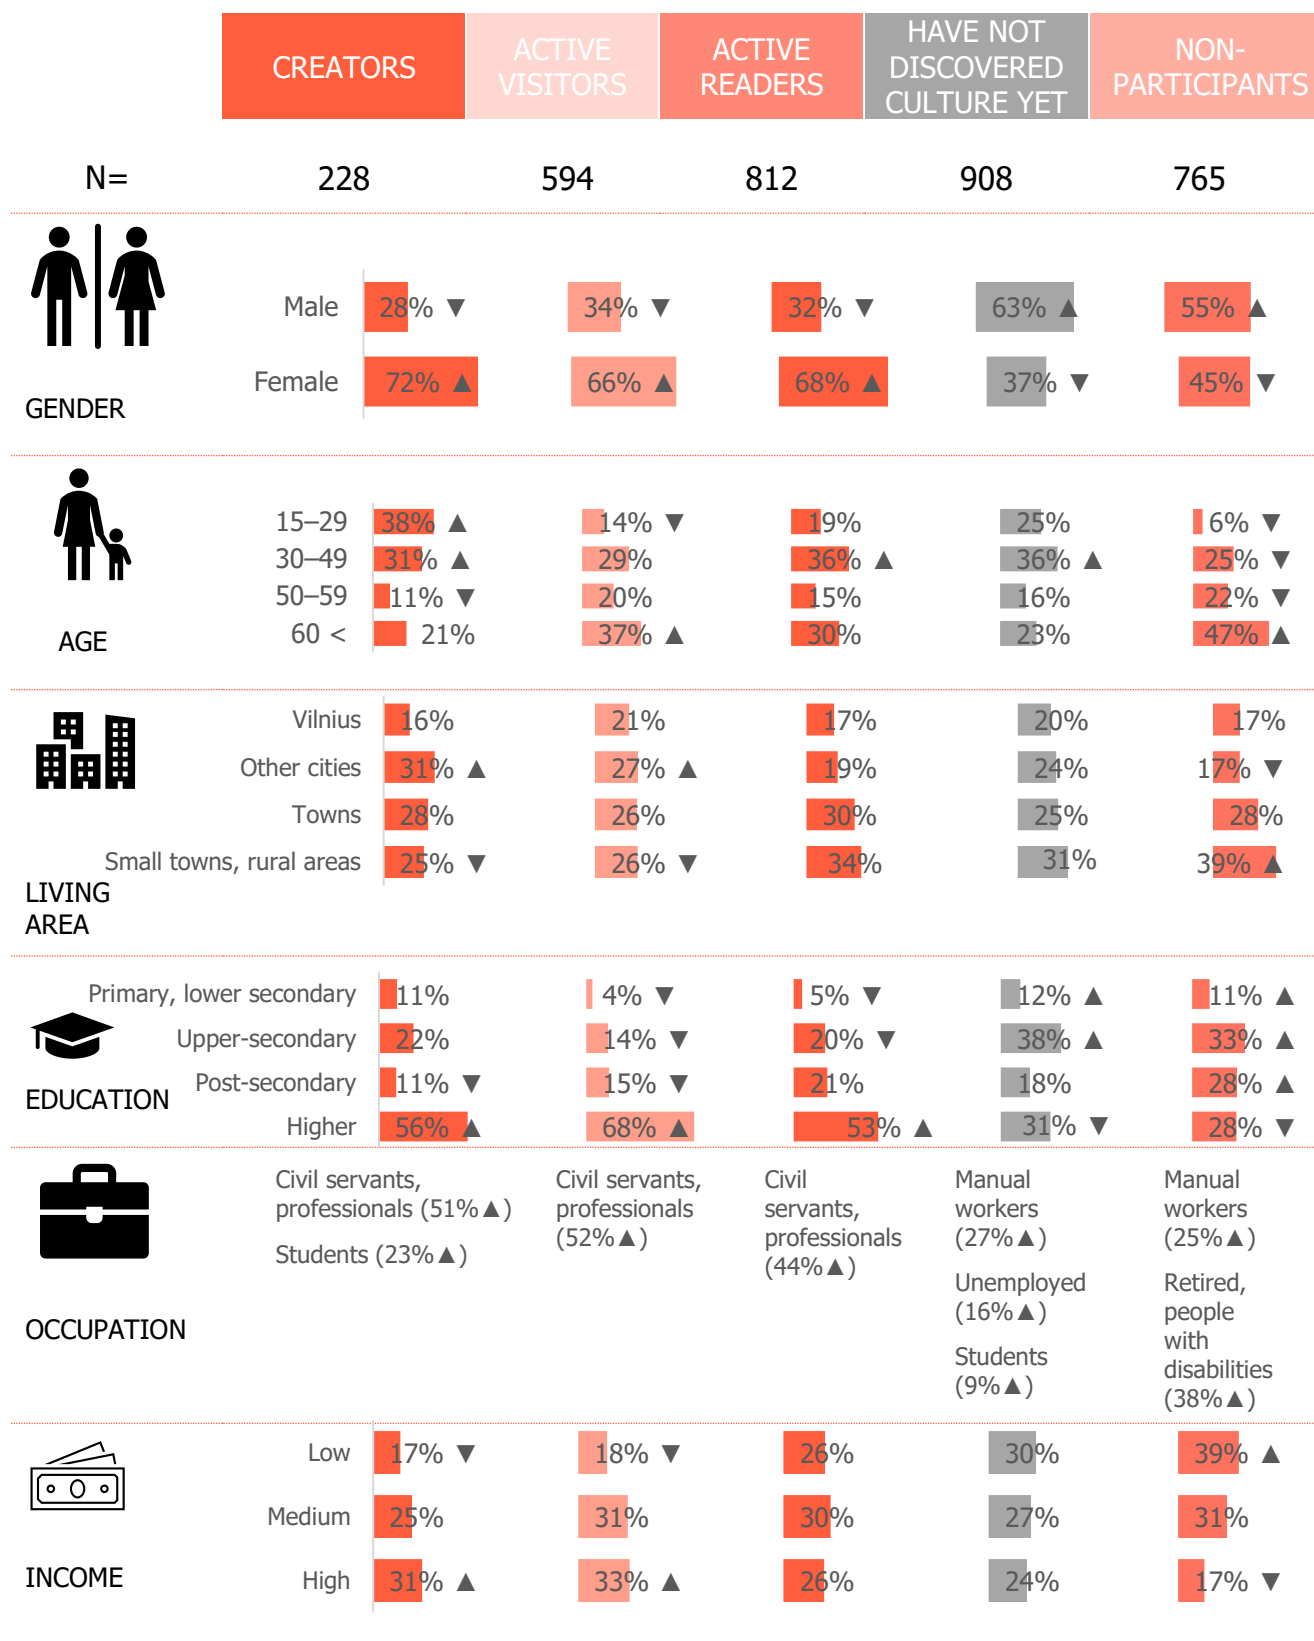 CREATORS
ACTIVE
VISITORS
ACTIVE
READERS
HAVE NOT
DISCOVERED
CULTURE YET
NON-
PARTICIPANTS
N= 228 594 812 908 765
GENDER
Male 28% ▼ 34% ▼ 32% ▼ 63% ▲ 55% ▲
Female 72% ▲ 66% ▲ 68% ▲ 37% ▼ 45% ▼
AGE
15–29 38% ▲ 14% ▼ 19% 25% 6% ▼
30–49 31% ▲ 29% 36% ▲ 36% ▲ 25% ▼
50–59 11% ▼ 20% 15% 16% 22% ▼
60 < 21% 37% ▲ 30% 23% 47% ▲
LIVING
AREA
Vilnius 16% 21% 17% 20% 17%
Other cities 31% ▲ 27% ▲ 19% 24% 17% ▼
Towns 28% 26% 30% 25% 28%
Small towns, rural areas 25% ▼ 26% ▼ 34% 31% 39% ▲
EDUCATION
Primary, lower secondary 11% 4% ▼ 5% ▼ 12% ▲ 11% ▲
Upper-secondary 22% 14% ▼ 20% ▼ 38% ▲ 33% ▲
Post-secondary 11% ▼ 15% ▼ 21% 18% 28% ▲
Higher 56% ▲ 68% ▲ 53% ▲ 31% ▼ 28% ▼
OCCUPATION
Civil servants,
professionals (51%▲)
Students (23%▲)
Civil servants,
professionals
(52%▲)
Civil
servants,
professionals
(44%▲)
Manual
workers
(27%▲)
Unemployed
(16%▲)
Students
(9%▲)
Manual
workers
(25%▲)
Retired,
people
with
disabilities
(38%▲)
INCOME
Low 17% ▼ 18% ▼ 26% 30% 39% ▲
Medium 25% 31% 30% 27% 31%
High 31% ▲ 33% ▲ 26% 24% 17% ▼